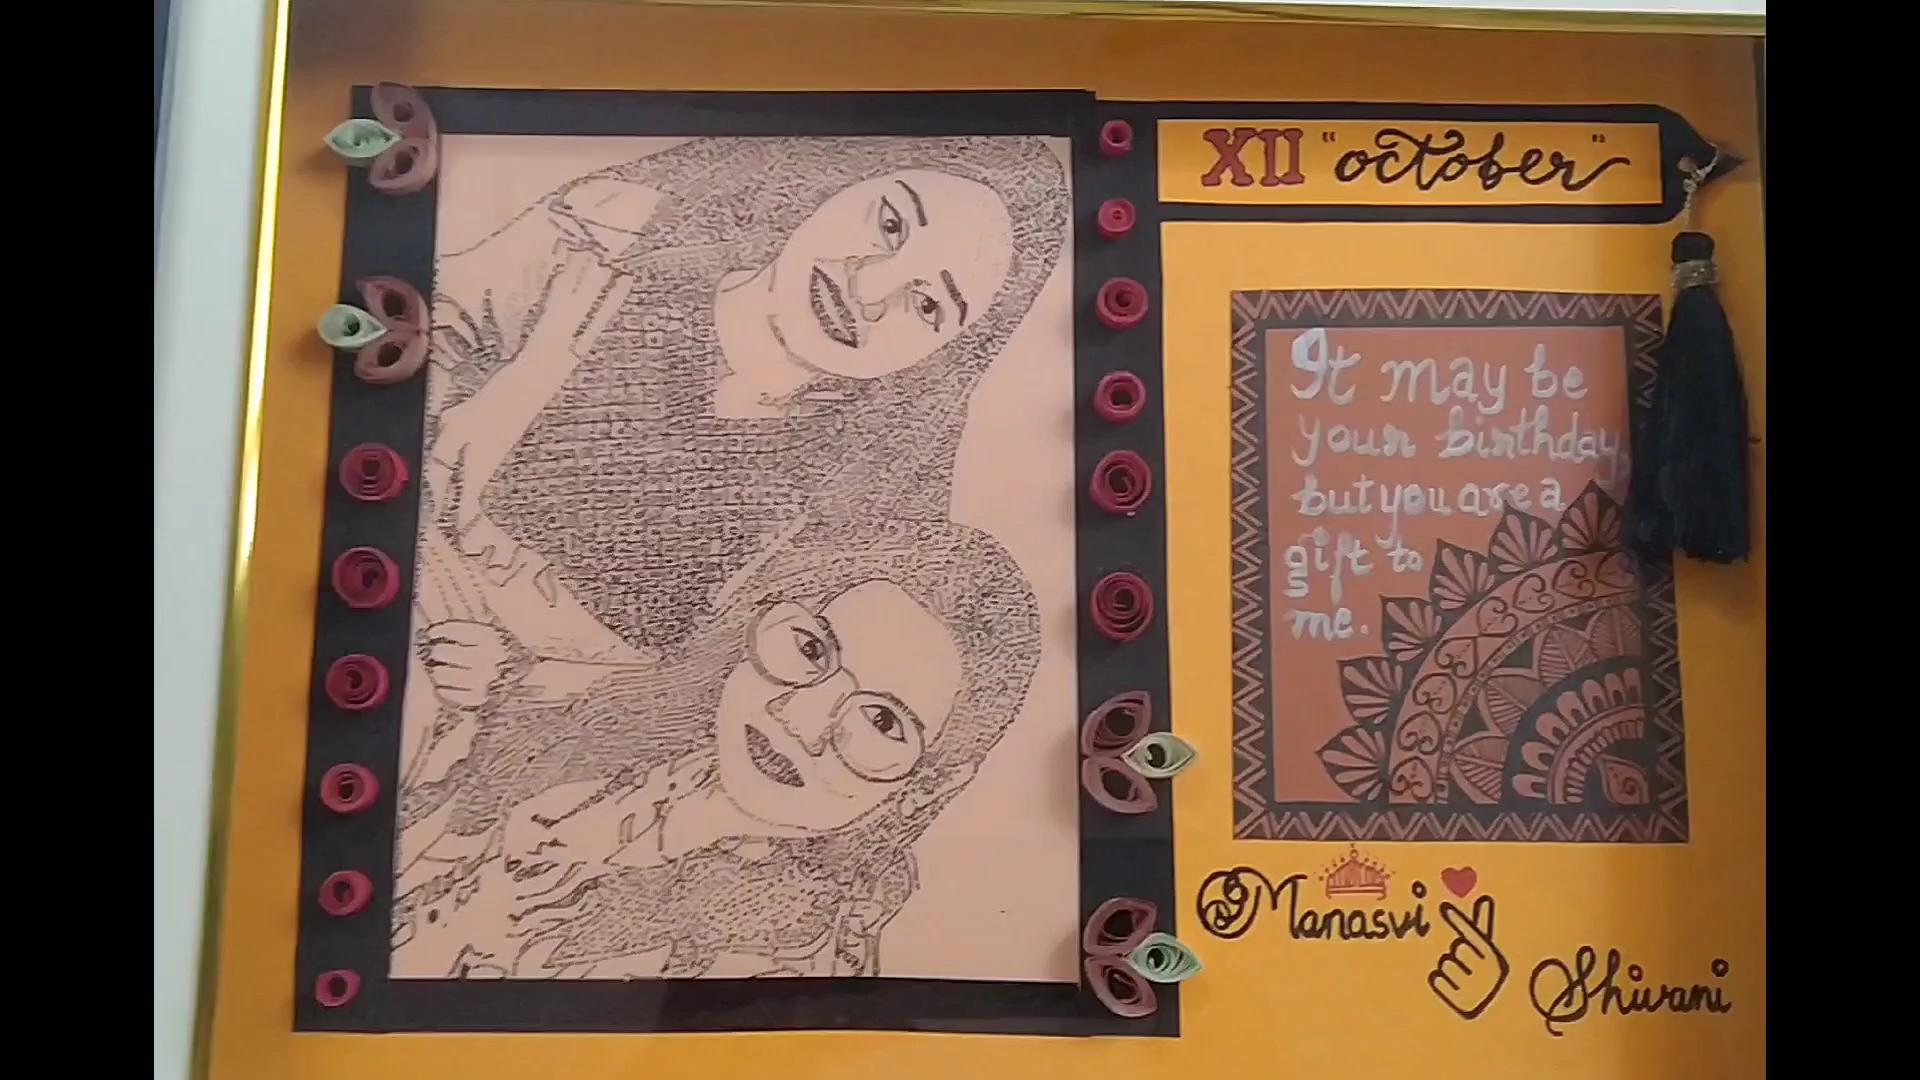 XII "october"
It may be
your birthday,
but you are a
gift to
me.
Manasvi
Shivani